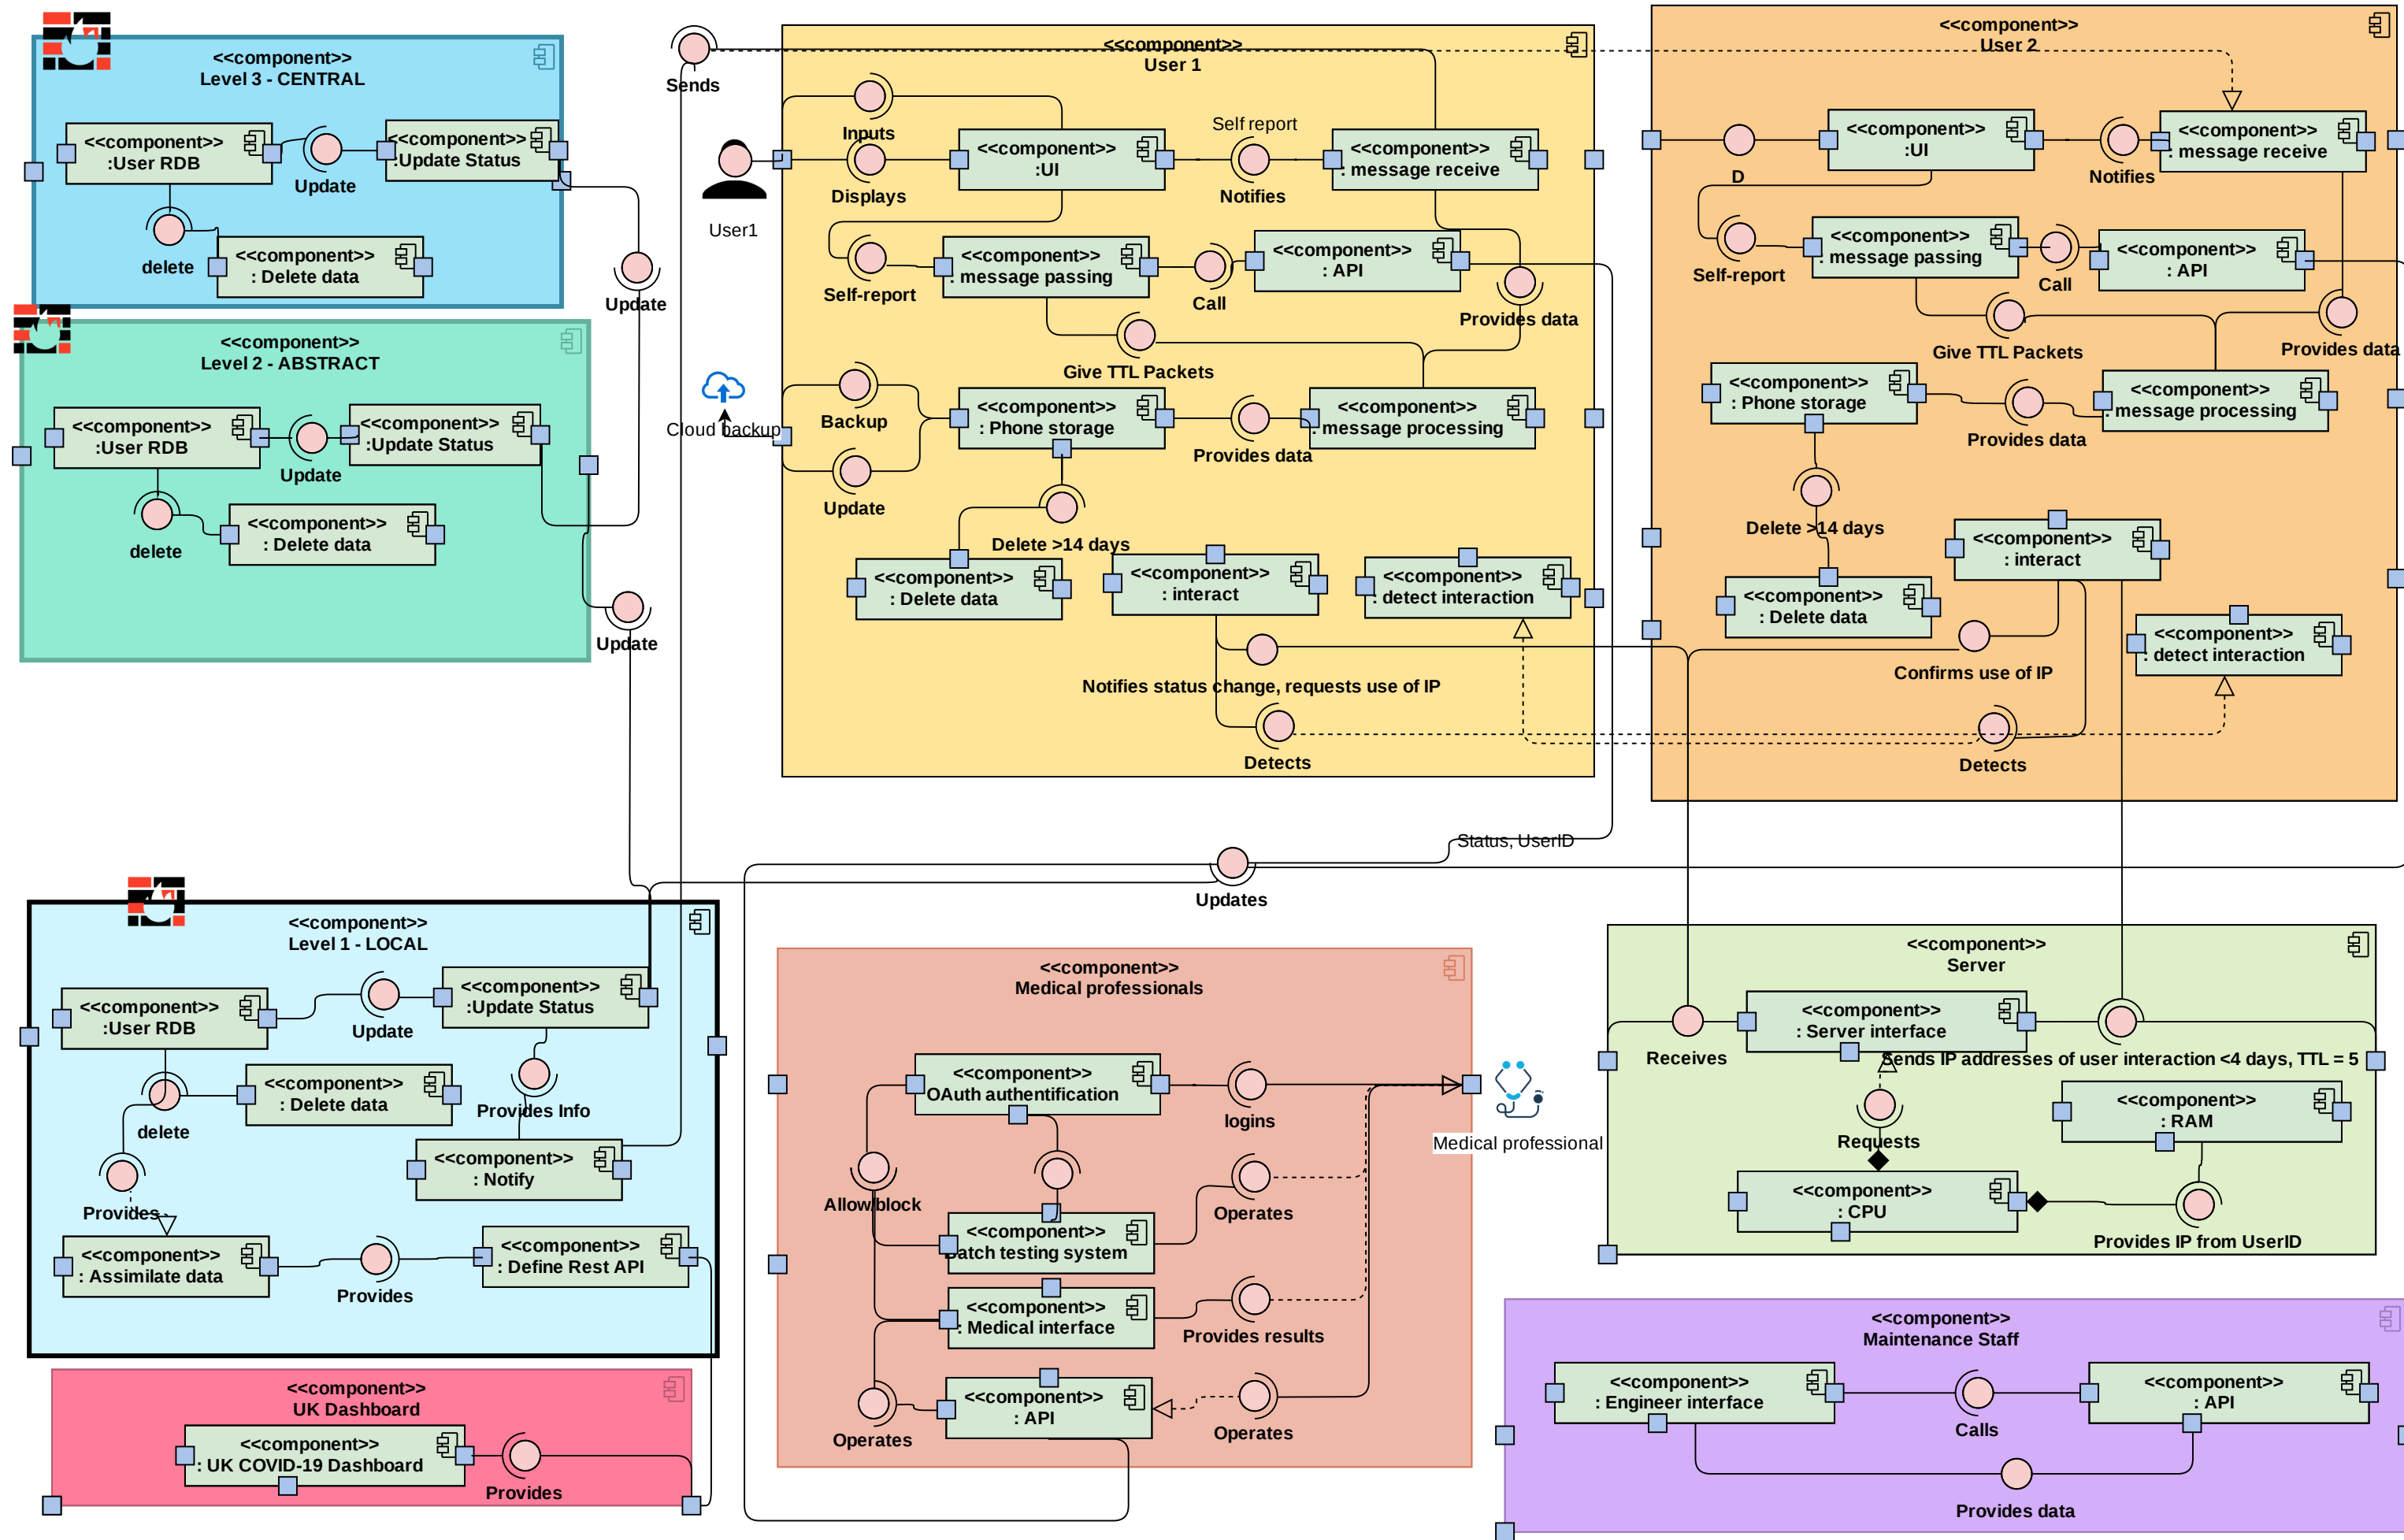 <<component>>
Level 3 - CENTRAL
<<component>>
:User RDB
Update
<<component>>
:Update Status
delete
<<component>>
: Delete data
Update
<<component>>
Level 2 - ABSTRACT
<<component>>
:User RDB
Update
<<component>>
:Update Status
delete
<<component>>
: Delete data
Update
Sends
User1
Cloud backup
<<component>>
User 1
Inputs
Displays
<<component>>
:UI
Self report
Notifies
<<component>>
: message receive
Self-report
<<component>>
: message passing
Call
<<component>>
: API
Provides data
Give TTL Packets
Backup
Update
<<component>>
: Phone storage
Provides data
<<component>>
: message processing
Delete >14 days
<<component>>
: Delete data
<<component>>
: interact
<<component>>
: detect interaction
Notifies status change, requests use of IP
Detects
<<component>>
User 2
D
<<component>>
:UI
Notifies
<<component>>
: message receive
Self-report
<<component>>
: message passing
Call
<<component>>
: API
Give TTL Packets
Provides data
<<component>>
: Phone storage
Provides data
<<component>>
: message processing
Delete >14 days
<<component>>
: interact
<<component>>
: Delete data
Confirms use of IP
<<component>>
: detect interaction
Detects
Status, UserID
Updates
<<component>>
Level 1 - LOCAL
<<component>>
:User RDB
Update
<<component>>
:Update Status
delete
<<component>>
: Delete data
Provides Info
<<component>>
: Notify
Provides
<<component>>
: Assimilate data
Provides
<<component>>
: Define Rest API
<<component>>
UK Dashboard
<<component>>
: UK COVID-19 Dashboard
Provides
<<component>>
Medical professionals
<<component>>
OAuth authentification
logins
Medical professional
Allow/block
Operates
<<component>>
Batch testing system
<<component>>
: Medical interface
Provides results
<<component>>
: API
Operates
Operates
<<component>>
Server
Receives
<<component>>
: Server interface
Sends IP addresses of user interaction <4 days, TTL = 5
Requests
<<component>>
: RAM
<<component>>
: CPU
Provides IP from UserID
<<component>>
Maintenance Staff
<<component>>
: Engineer interface
Calls
<<component>>
: API
Provides data